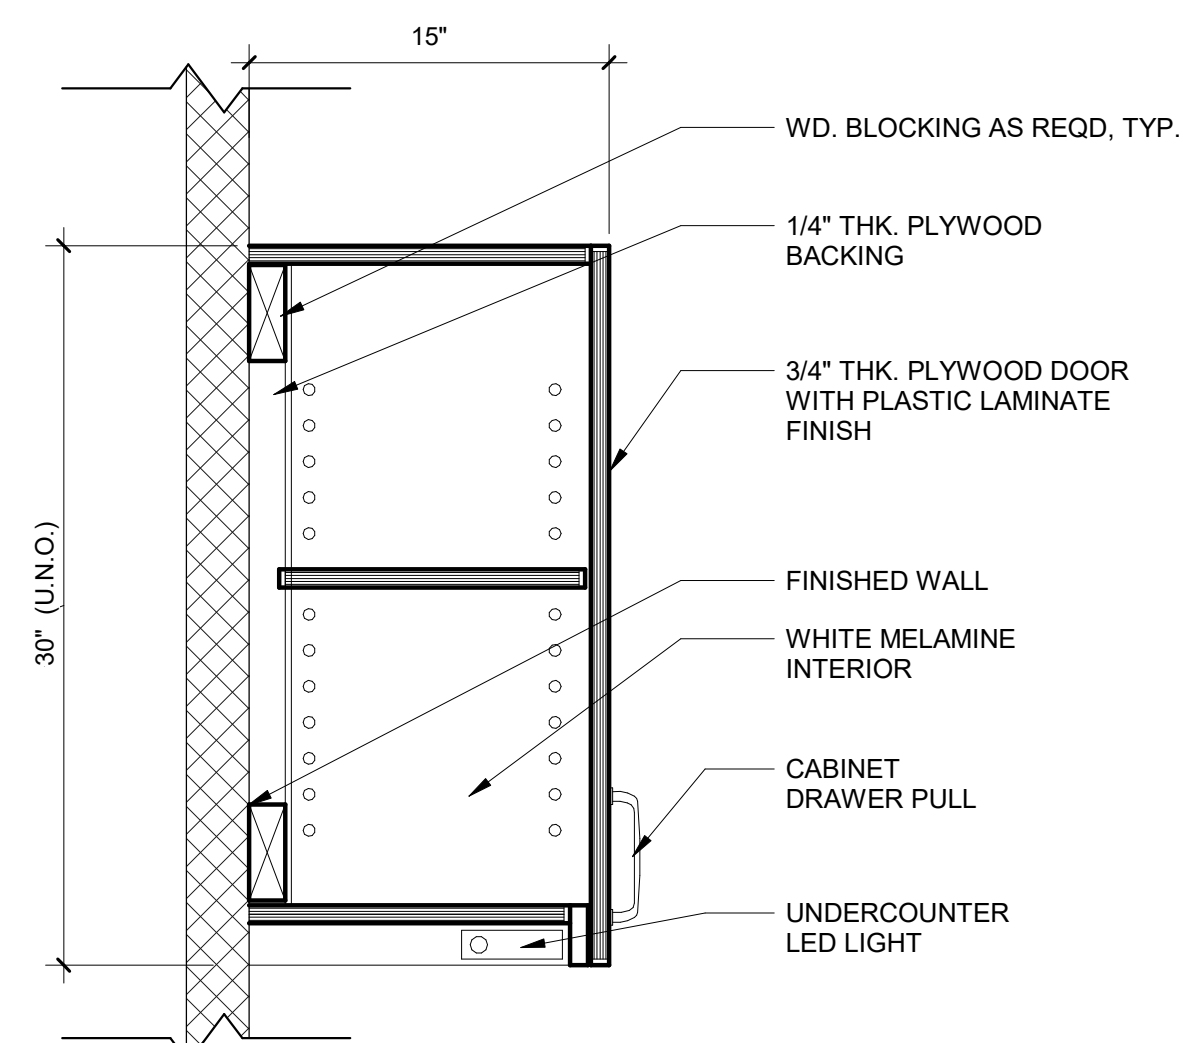 15"
WD. BLOCKING AS REQD, TYP.
1/4" THK. PLYWOOD
BACKING
3/4" THK. PLYWOOD DOOR
WITH PLASTIC LAMINATE
FINISH
30" (U.N.O.)
FINISHED WALL
WHITE MELAMINE
INTERIOR
CABINET
DRAWER PULL
UNDERCOUNTER
LED LIGHT